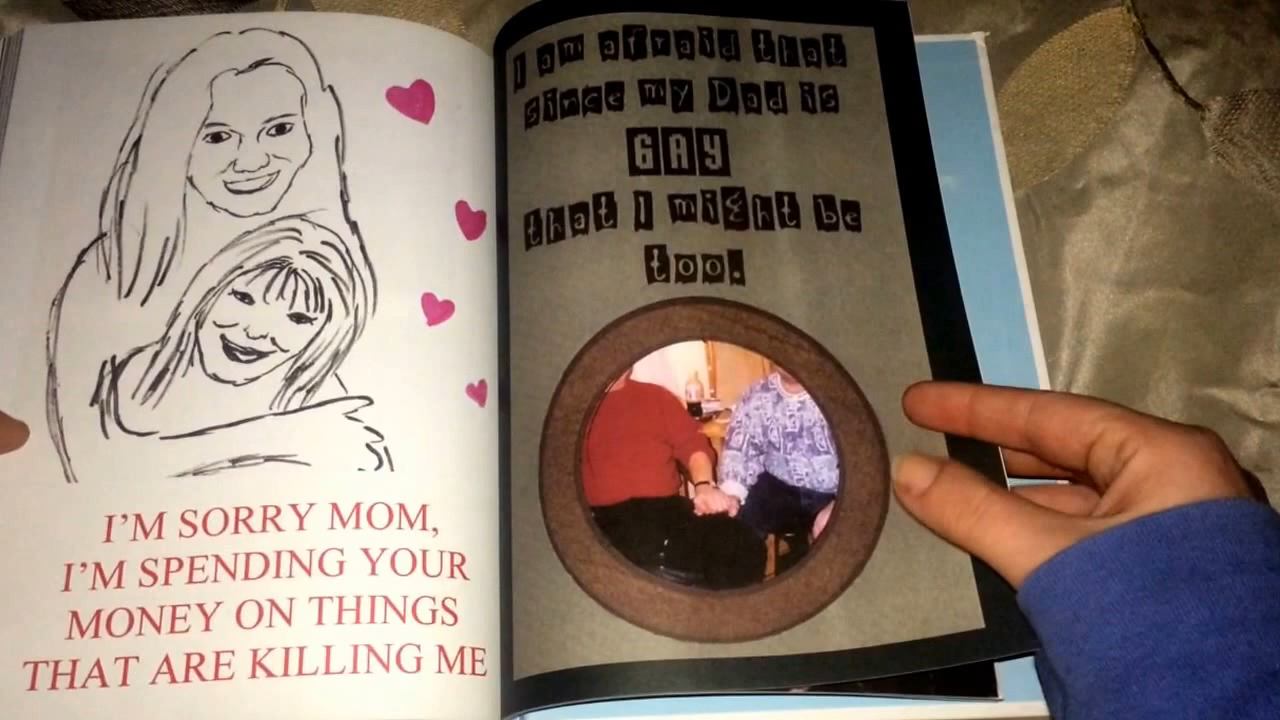 I'M SORRY MOM,
I'M SPENDING YOUR
MONEY ON THINGS
THAT ARE KILLING ME
I am afraid that
since my Dad is
GAY
that I might be
too.